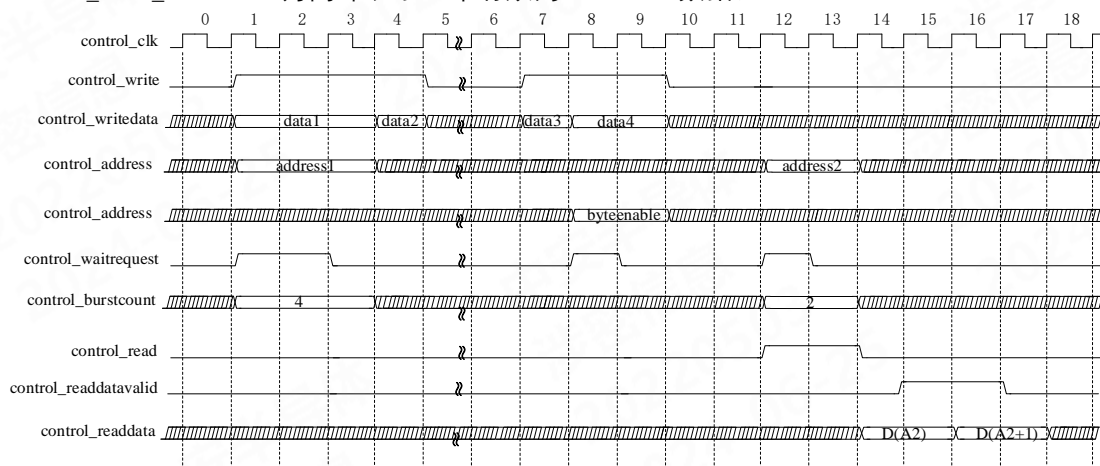 0 1 2 3 4 5 6 7 8 9 10 11 12 13 14 15 16 17 18
control_clk
control_write
control_writedata data1 data2 data3 data4
control_address address1 address2
control_address byteenable
control_waitrequest
control_burstcount 4 2
control_read
control_readdatavalid
control_readdata D(A2) D(A2+1)